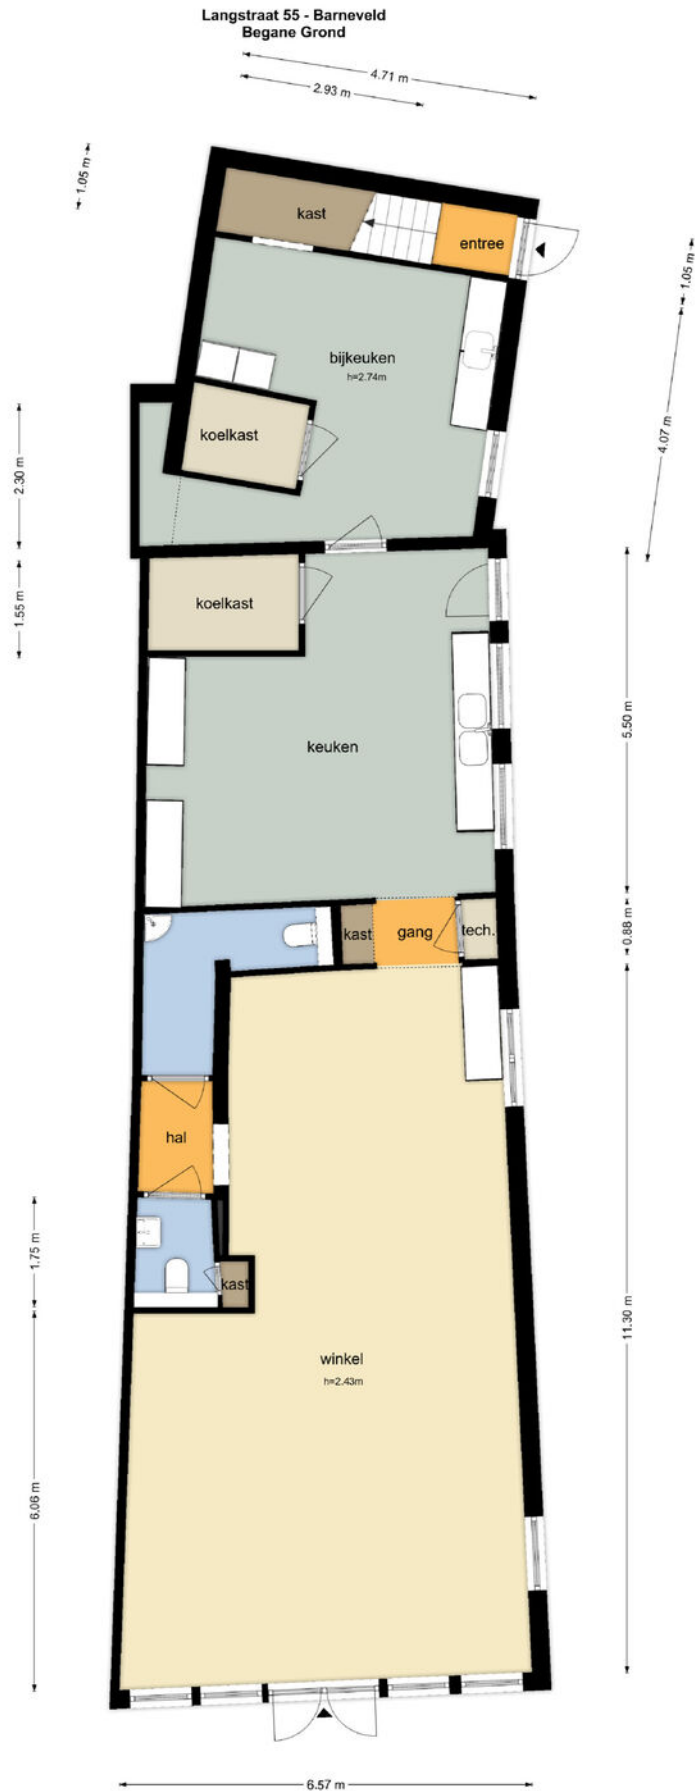 Langstraat 55 - Barneveld
Begane Grond
4.71 m
2.93 m
1.05 m
kast
entree
1.05 m
bijkeuken
h=2.74m
koelkast
4.07 m
2.30 m
koelkast
1.55 m
keuken
5.50 m
kast
gang
tech.
0.88 m
hal
1.75 m
kast
winkel
h=2.43m
11.30 m
6.06 m
6.57 m